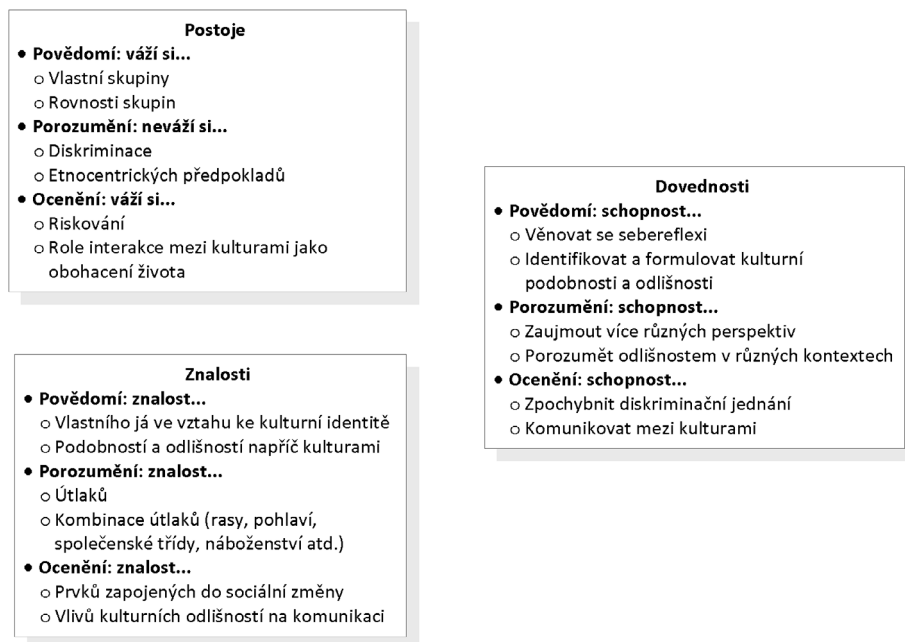 Postoje
• Povědomí: váží si...
o Vlastní skupiny
o Rovnosti skupin
• Porozumění: neváží si...
o Diskriminace
o Etnocentrických předpokladů
• Ocenění: váží si...
o Riskování
o Role interakce mezi kulturami jako
obohacení života
Znalosti
• Povědomí: znalost...
o Vlastního já ve vztahu ke kulturní identitě
o Podobností a odlišností napříč kulturami
• Porozumění: znalost...
o Útlaků
o Kombinace útlaků (rasy, pohlaví,
společenské třídy, náboženství atd.)
• Ocenění: znalost...
o Prvků zapojených do sociální změny
o Vlivů kulturních odlišností na komunikaci
Dovednosti
• Povědomí: schopnost...
o Věnovat se sebereflexi
o Identifikovat a formulovat kulturní
podobnosti a odlišnosti
• Porozumění: schopnost...
o Zaujmout více různých perspektiv
o Porozumět odlišnostem v různých kontextech
• Ocenění: schopnost...
o Zpochybnit diskriminační jednání
o Komunikovat mezi kulturami